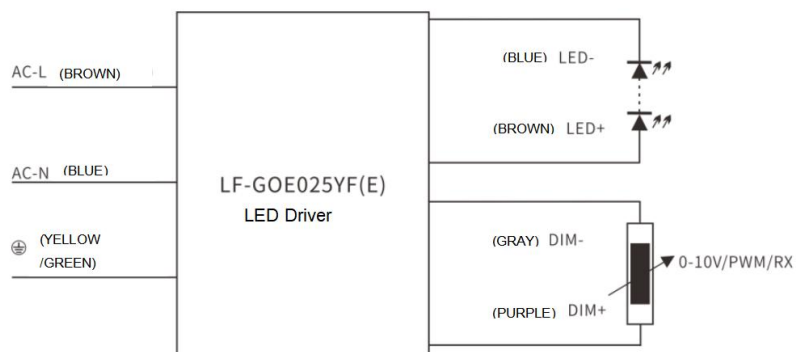 AC-L (BROWN)
(BLUE) LED-
(BROWN) LED+
AC-N (BLUE)
LF-GOE025YF(E)
LED Driver
(YELLOW
/GREEN)
(GRAY) DIM-
0-10V/PWM/RX
(PURPLE) DIM+